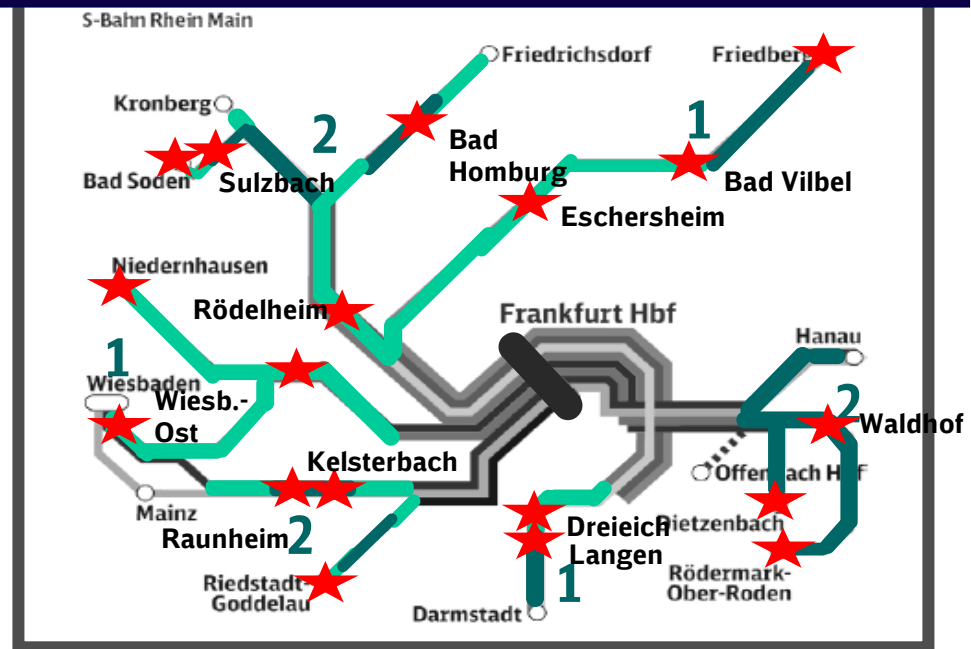 S-Bahn Rhein Main
Friedrichsdorf
Friedberg
Kronberg
2
1
Bad
Homburg
Bad Soden
Sulzbach
Bad Vilbel
Eschersheim
Niedernhausen
Rödelheim
Frankfurt Hbf
Hanau
1
Wiesbaden
Wiesb.-
Ost
2
Waldhof
Kelsterbach
Offenbach Hbf
Mainz
Raunheim
2
Dreieich
Dietzenbach
Langen
Riedstadt-
Goddelau
1
Rödermark-
Ober-Roden
Darmstadt